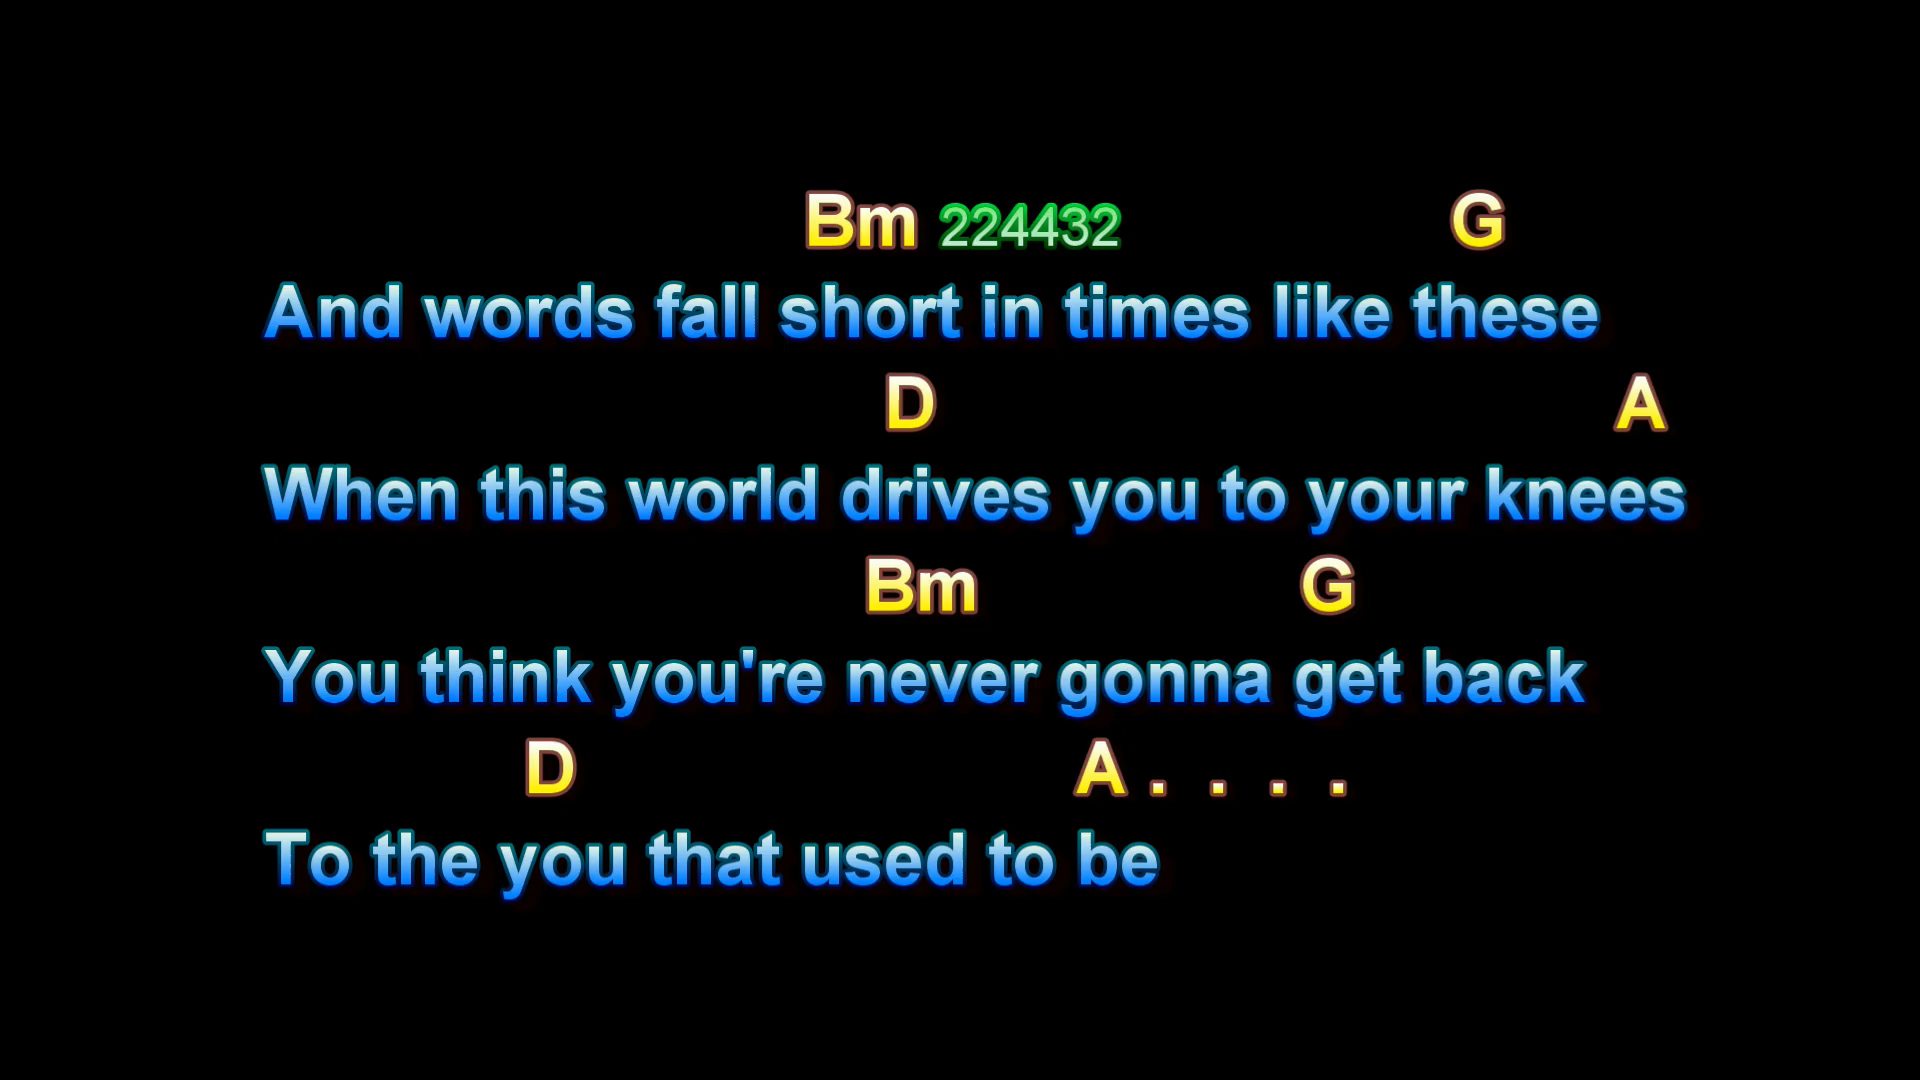 Bm 224432 G
And words fall short in times like these
D A
When this world drives you to your knees
Bm G
You think you're never gonna get back
D A . . . .
To the you that used to be